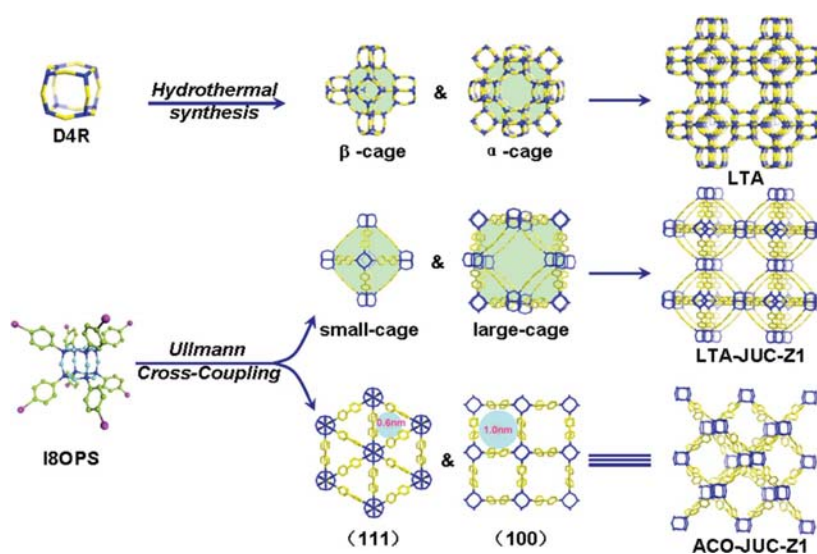 D4R
Hydrothermal
synthesis
β-cage
&
α-cage
LTA
I8OPS
Ullmann
Cross-Coupling
small-cage
&
large-cage
LTA-JUC-Z1
0.6nm
1.0nm
(111)
&
(100)
ACO-JUC-Z1